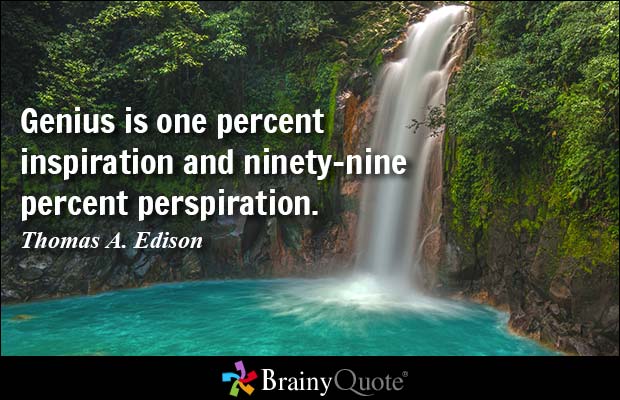 Genius is one percent
inspiration and ninety-nine
percent perspiration.
Thomas A. Edison
BrainyQuote®